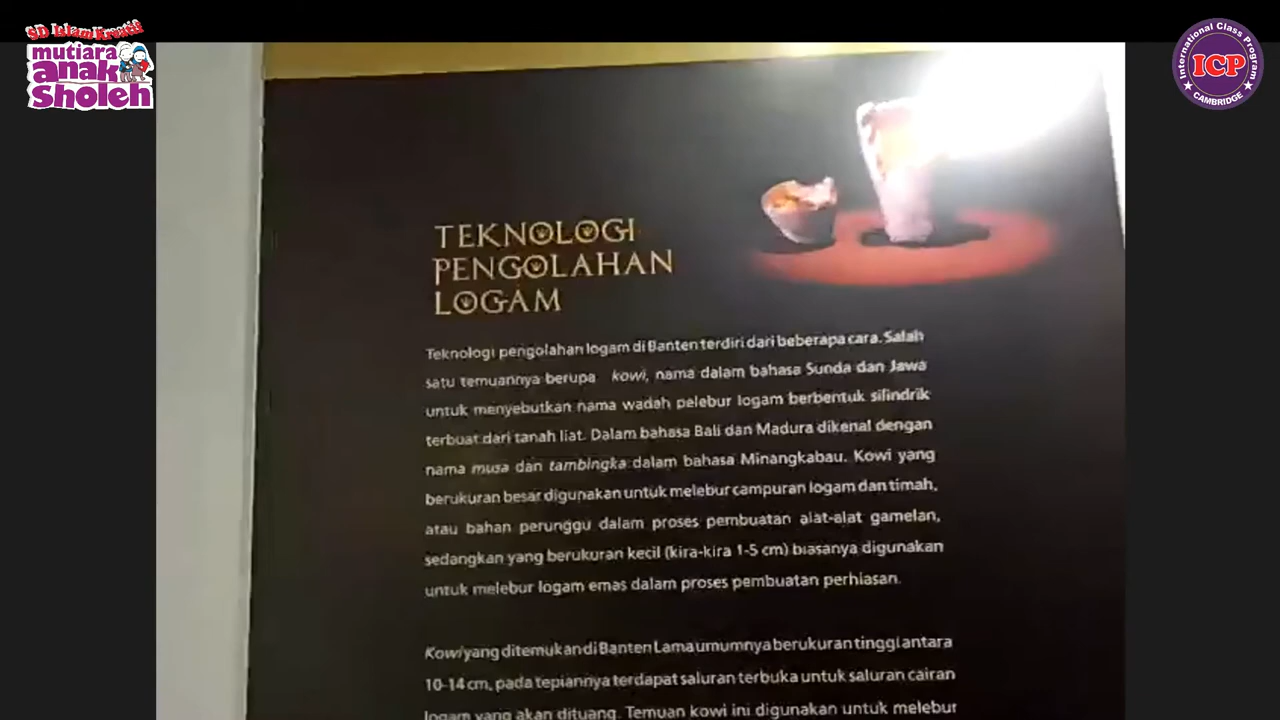 SD Islam Kreatif
mutiara
anak
Sholeh
International Class Program
ICP
CAMBRIDGE
TEKNOLOGI
PENGOLAHAN
LOGAM
Teknologi pengolahan logam di Banten terdiri dari beberapa cara. Salah
satu temuannya berupa kowi, nama dalam bahasa Sunda dan Jawa
untuk menyebutkan nama wadah pelebur logam berbentuk silindrik
terbuat dari tanah liat. Dalam bahasa Bali dan Madura dikenal dengan
nama musa dan tambingka dalam bahasa Minangkabau. Kowi yang
berukuran besar digunakan untuk melebur campuran logam dan timah,
atau bahan perunggu dalam proses pembuatan alat-alat gamelan,
sedangkan yang berukuran kecil (kira-kira 1-5 cm) biasanya digunakan
untuk melebur logam emas dalam proses pembuatan perhiasan.
Kowi yang ditemukan di Banten Lama umumnya berukuran tinggi antara
10-14 cm, pada tepiannya terdapat saluran terbuka untuk saluran cairan
logam yang akan dituang. Temuan kowi ini digunakan untuk melebur